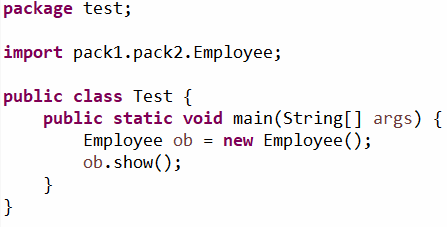 package test;
import pack1.pack2.Employee;
public class Test {
public static void main(String[] args) {
Employee ob = new Employee();
ob.show();
}
}